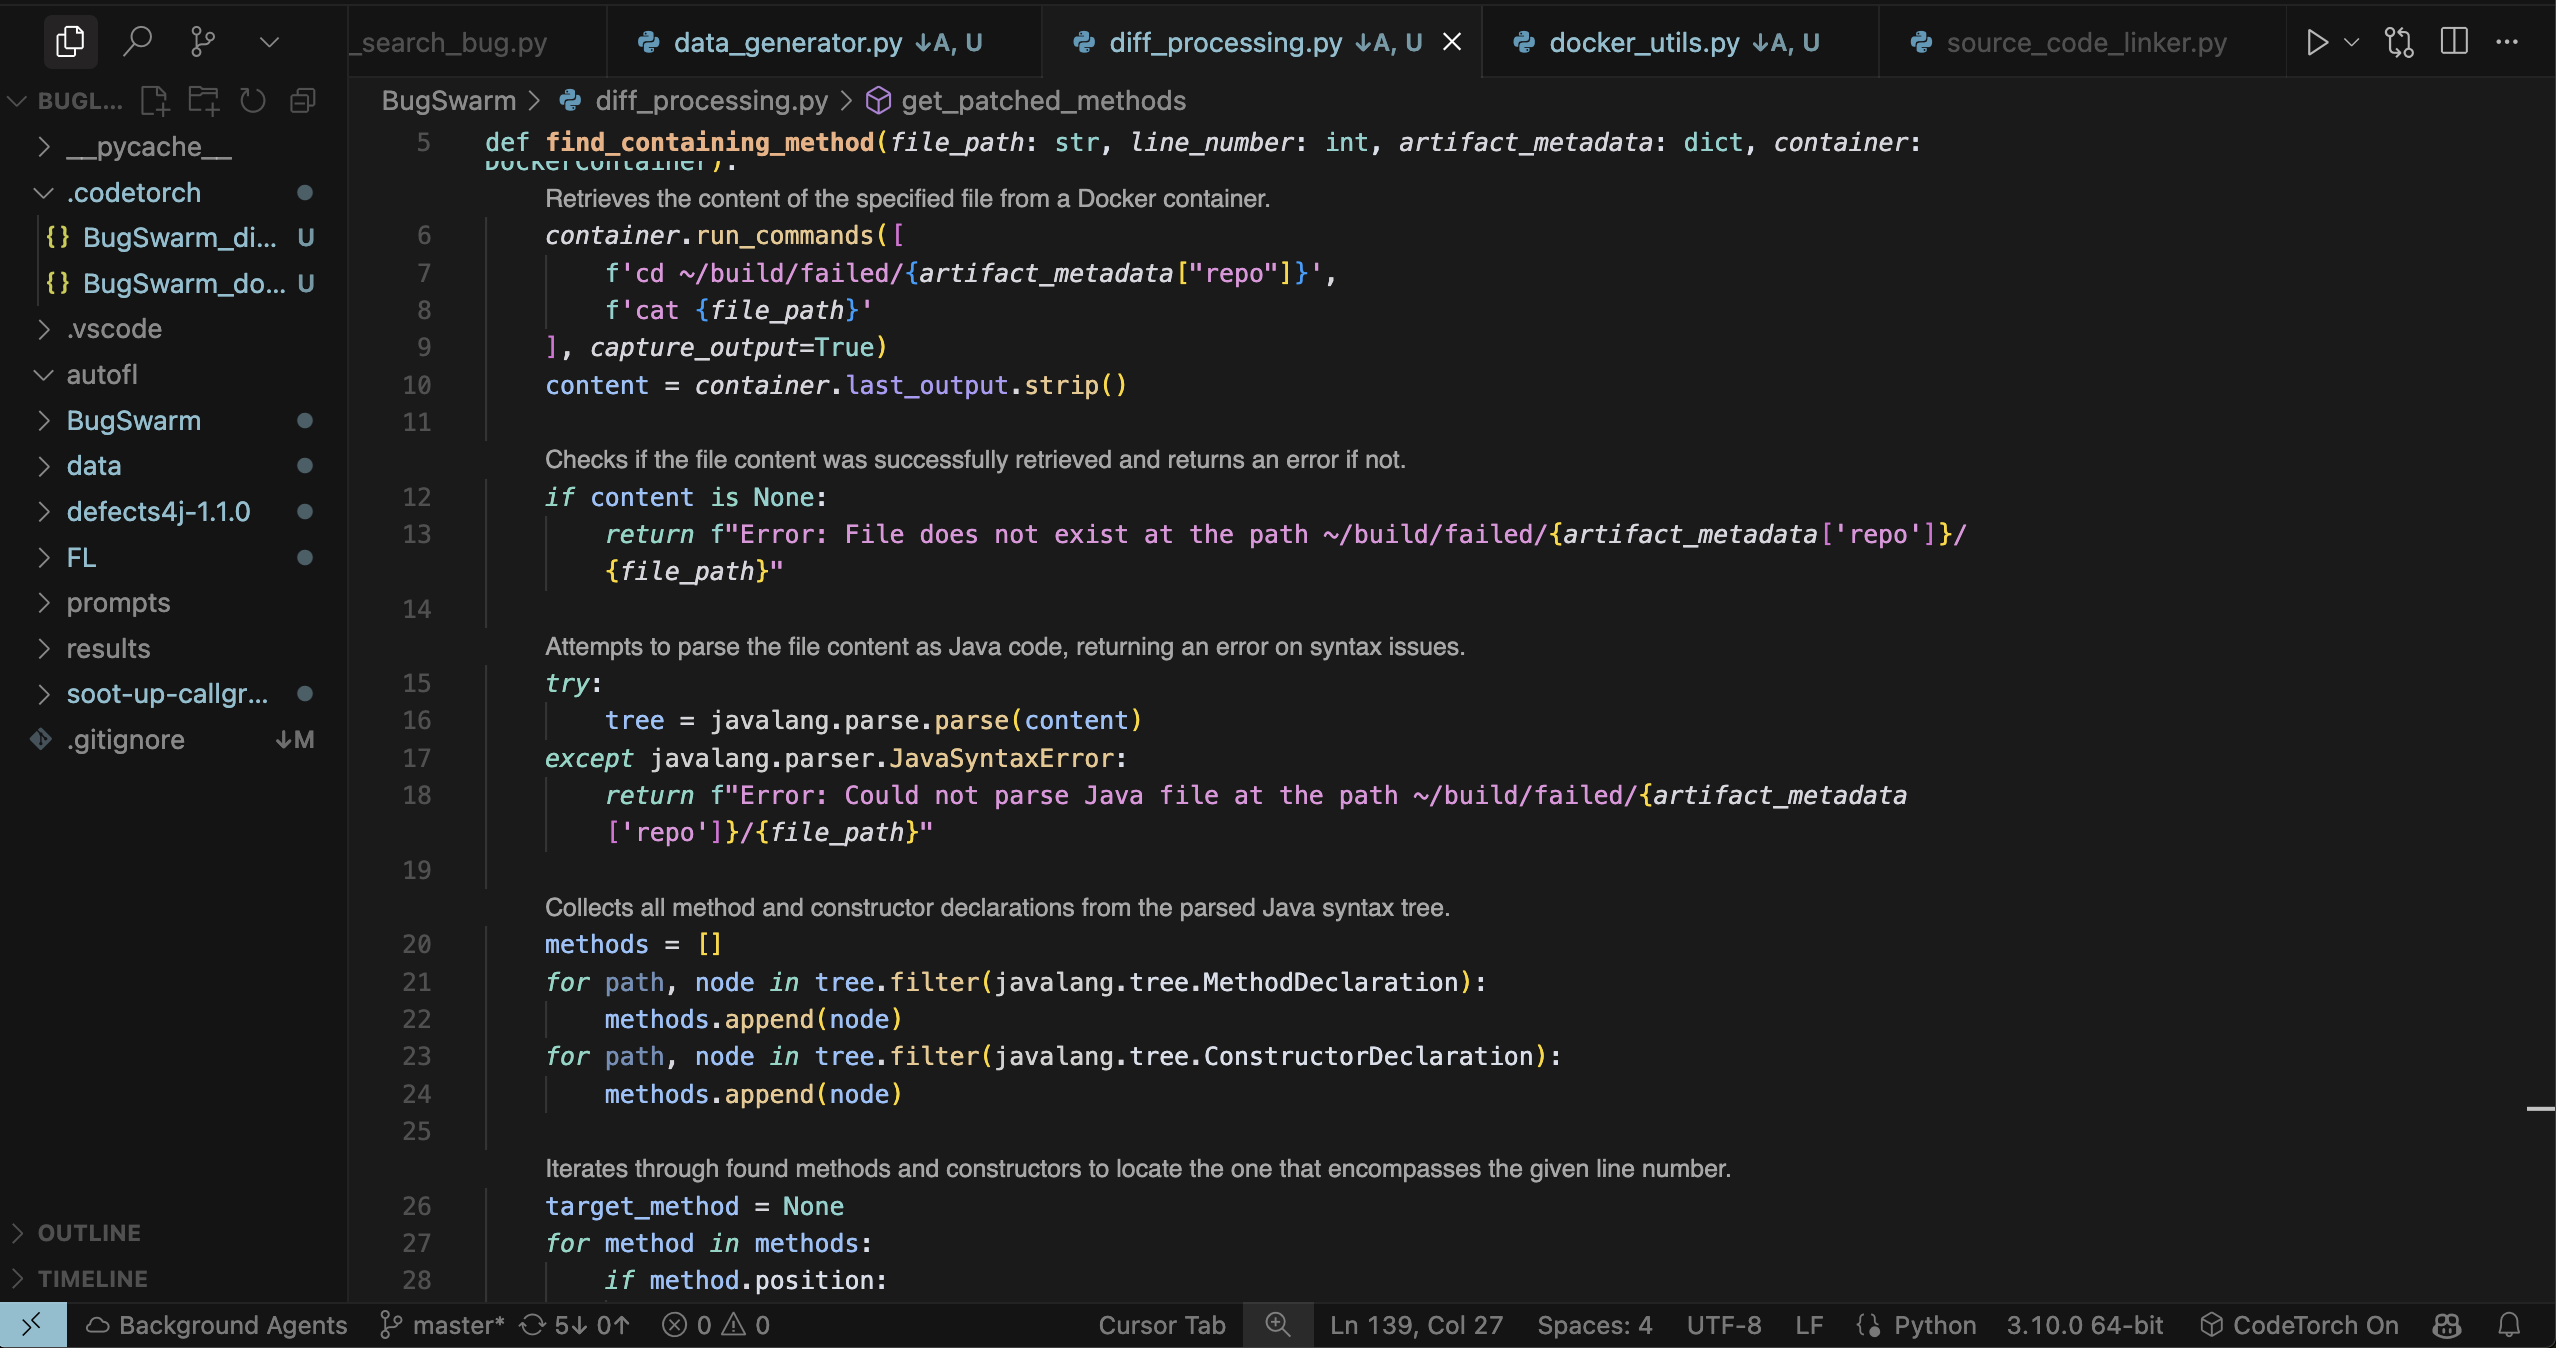 _search_bug.py
data_generator.py ↓A, U
diff_processing.py ↓A, U
docker_utils.py ↓A, U
source_code_linker.py
BUGL...
__pycache__
.codetorch
{} BugSwarm_di... U
{} BugSwarm_do... U
.vscode
autofl
BugSwarm
data
defects4j-1.1.0
FL
prompts
results
soot-up-callgr...
.gitignore ↓M
OUTLINE
TIMELINE
BugSwarm > diff_processing.py > get_patched_methods
5 def find_containing_method(file_path: str, line_number: int, artifact_metadata: dict, container:
DockerContainer):
Retrieves the content of the specified file from a Docker container.
6 container.run_commands([
7 f'cd ~/build/failed/{artifact_metadata["repo"]}',
8 f'cat {file_path}'
9 ], capture_output=True)
10 content = container.last_output.strip()
11
Checks if the file content was successfully retrieved and returns an error if not.
12 if content is None:
13 return f"Error: File does not exist at the path ~/build/failed/{artifact_metadata['repo']}/
{file_path}"
14
Attempts to parse the file content as Java code, returning an error on syntax issues.
15 try:
16 tree = javalang.parse.parse(content)
17 except javalang.parser.JavaSyntaxError:
18 return f"Error: Could not parse Java file at the path ~/build/failed/{artifact_metadata
['repo']}/{file_path}"
19
Collects all method and constructor declarations from the parsed Java syntax tree.
20 methods = []
21 for path, node in tree.filter(javalang.tree.MethodDeclaration):
22 methods.append(node)
23 for path, node in tree.filter(javalang.tree.ConstructorDeclaration):
24 methods.append(node)
25
Iterates through found methods and constructors to locate the one that encompasses the given line number.
26 target_method = None
27 for method in methods:
28 if method.position:
Background Agents master* 5↓ 0↑ 0 0 Cursor Tab Ln 139, Col 27 Spaces: 4 UTF-8 LF Python 3.10.0 64-bit CodeTorch On